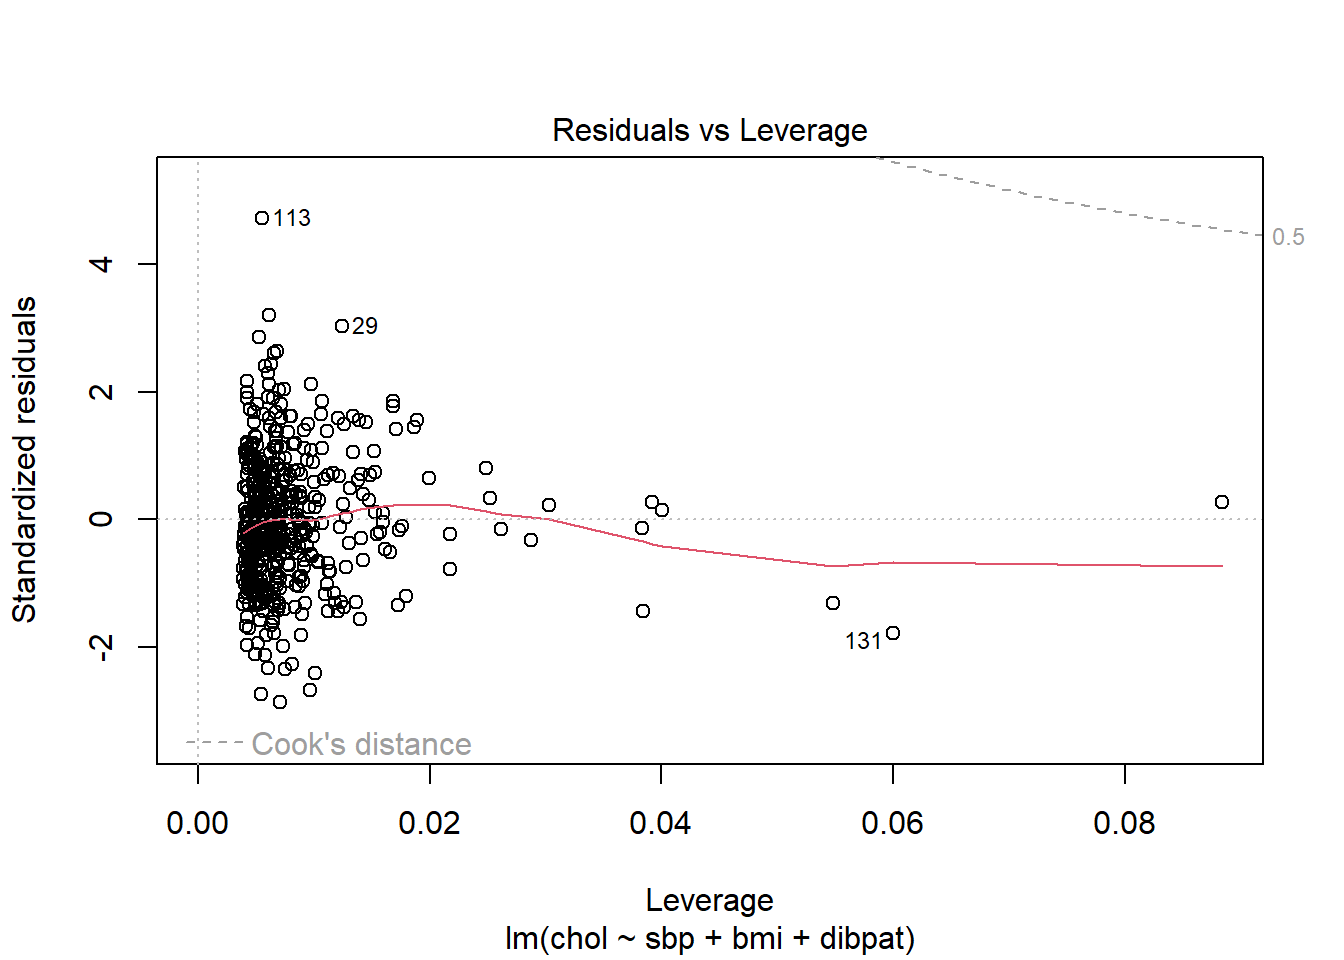 Residuals vs Leverage
Standardized residuals
4
2
0
-2
113
29
131
0.5
Cook's distance
0.00 0.02 0.04 0.06 0.08
Leverage
lm(chol ~ sbp + bmi + dibpat)